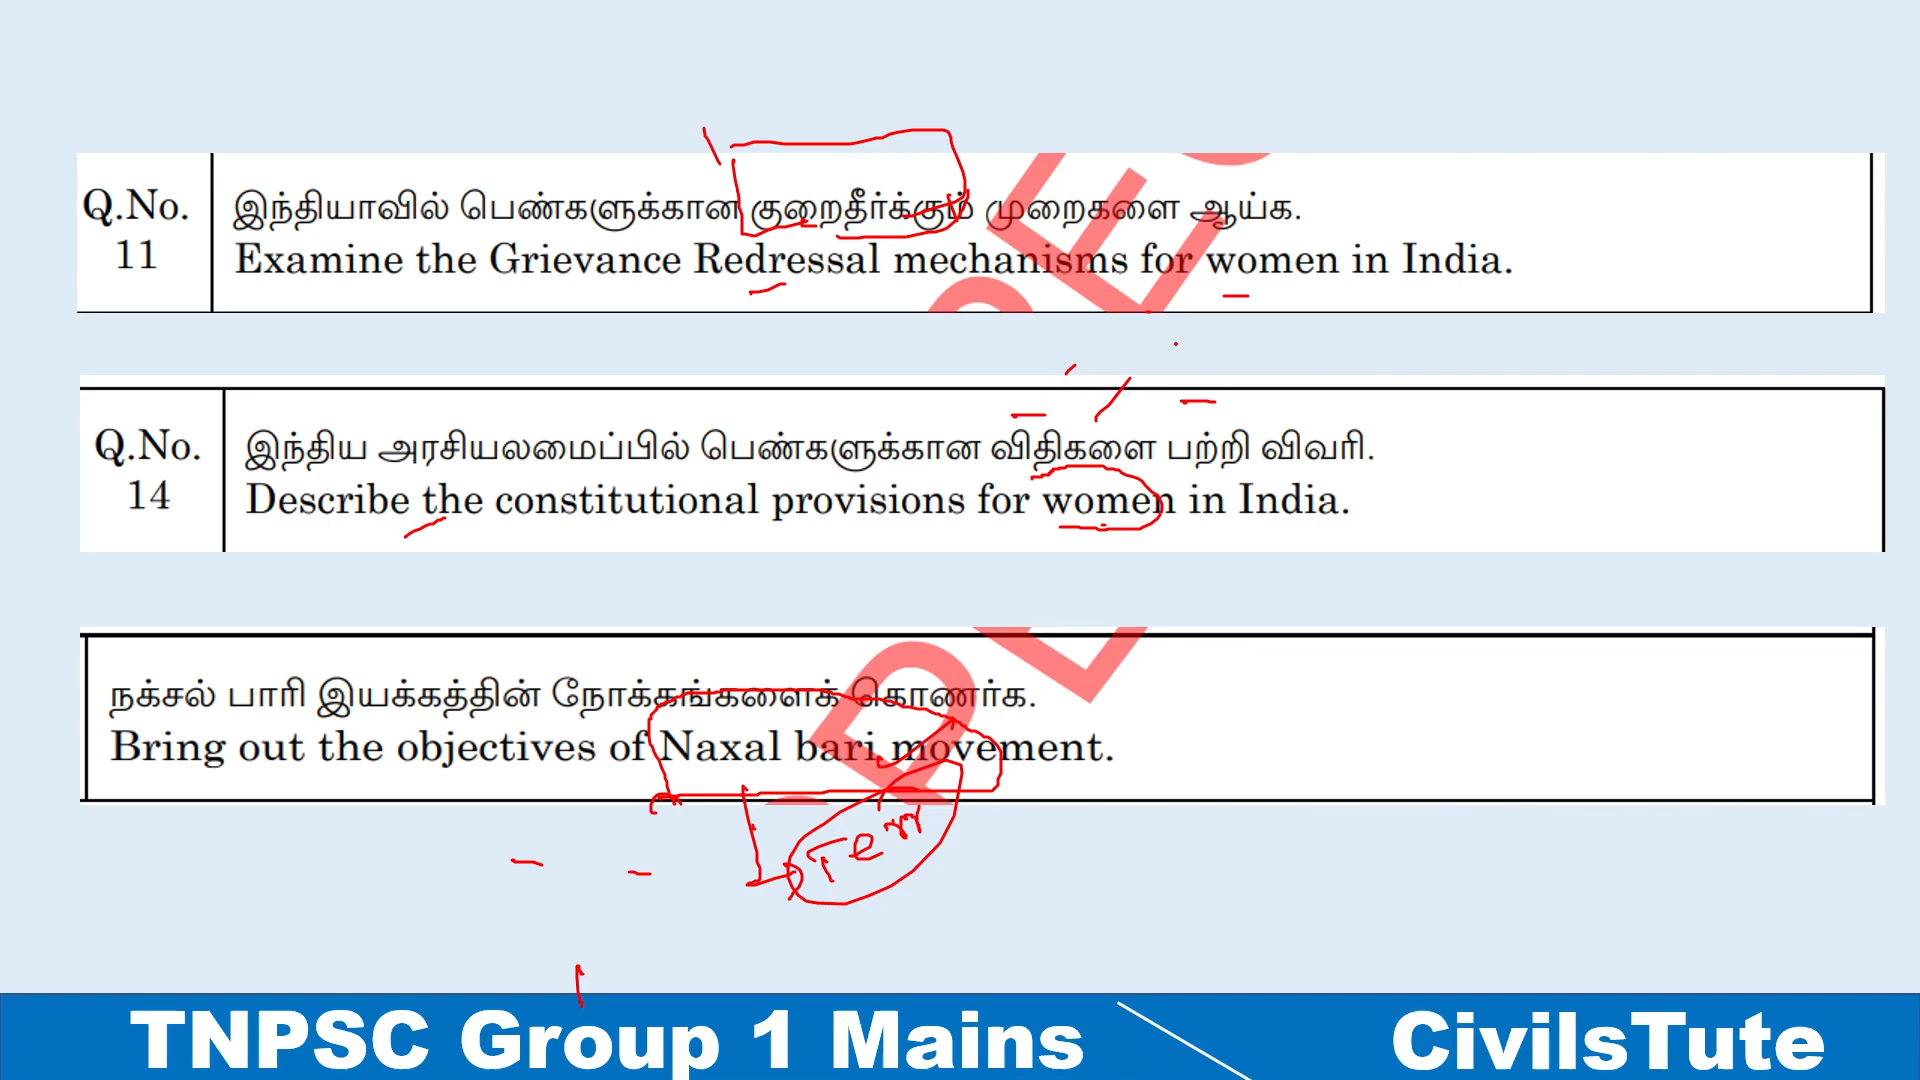 Q.No. 11
இந்தியாவில் பெண்களுக்கான குறைதீர்க்கும் முறைகளை ஆய்க.
Examine the Grievance Redressal mechanisms for women in India.
Q.No. 14
இந்திய அரசியலமைப்பில் பெண்களுக்கான விதிகளை பற்றி விவரி.
Describe the constitutional provisions for women in India.
நக்சல் பாரி இயக்கத்தின் நோக்கங்களைக் கொணர்க.
Bring out the objectives of Naxal bari movement.
TNPSC Group 1 Mains
CivilsTute